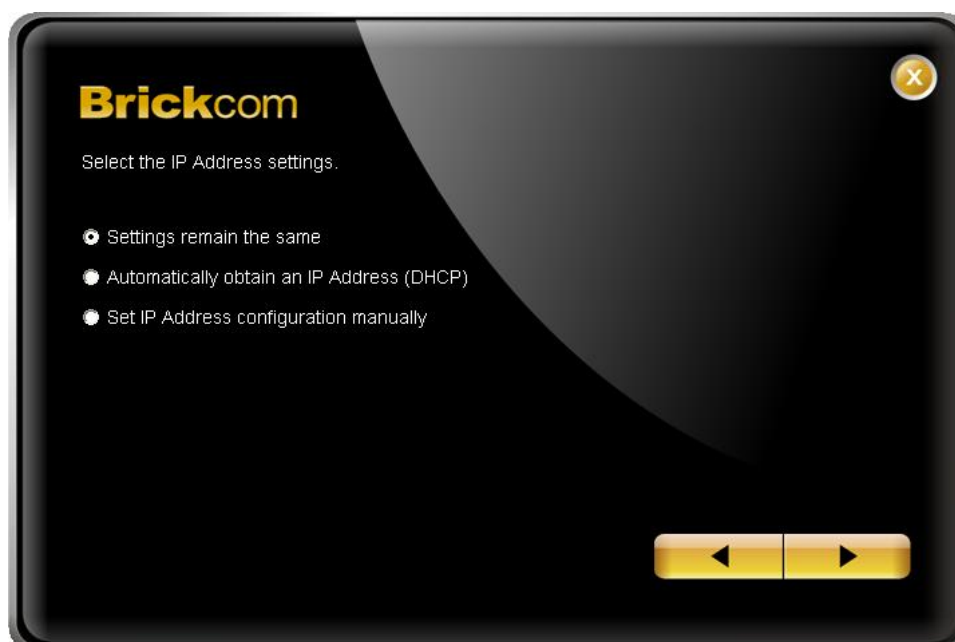 Brickcom
Select the IP Address settings.
Settings remain the same
Automatically obtain an IP Address (DHCP)
Set IP Address configuration manually